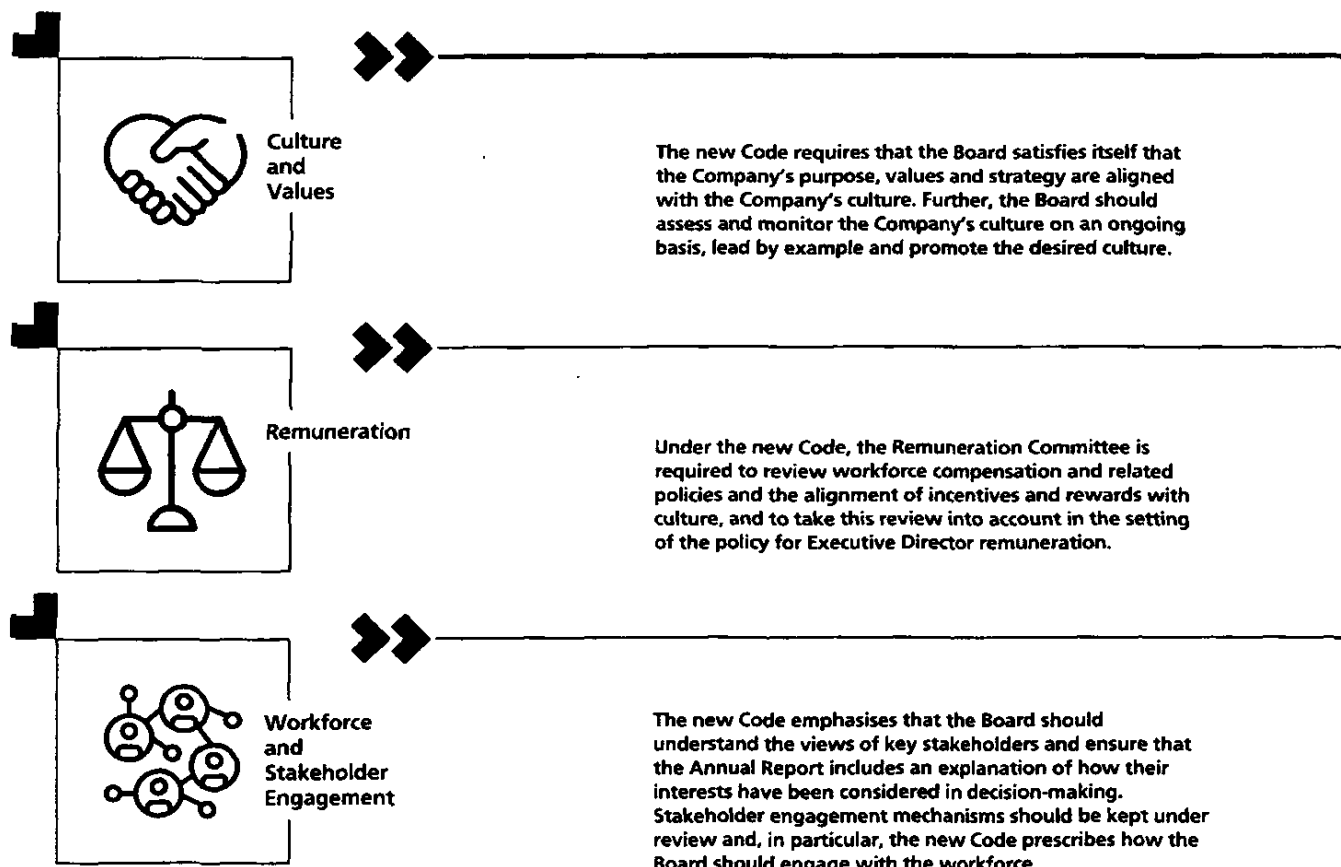 Culture
and
Values
The new Code requires that the Board satisfies itself that
the Company's purpose, values and strategy are aligned
with the Company's culture. Further, the Board should
assess and monitor the Company's culture on an ongoing
basis, lead by example and promote the desired culture.
Remuneration
Under the new Code, the Remuneration Committee is
required to review workforce compensation and related
policies and the alignment of incentives and rewards with
culture, and to take this review into account in the setting
of the policy for Executive Director remuneration.
Workforce
and
Stakeholder
Engagement
The new Code emphasises that the Board should
understand the views of key stakeholders and ensure that
the Annual Report includes an explanation of how their
interests have been considered in decision-making.
Stakeholder engagement mechanisms should be kept under
review and, in particular, the new Code prescribes how the
Board should engage with the workforce